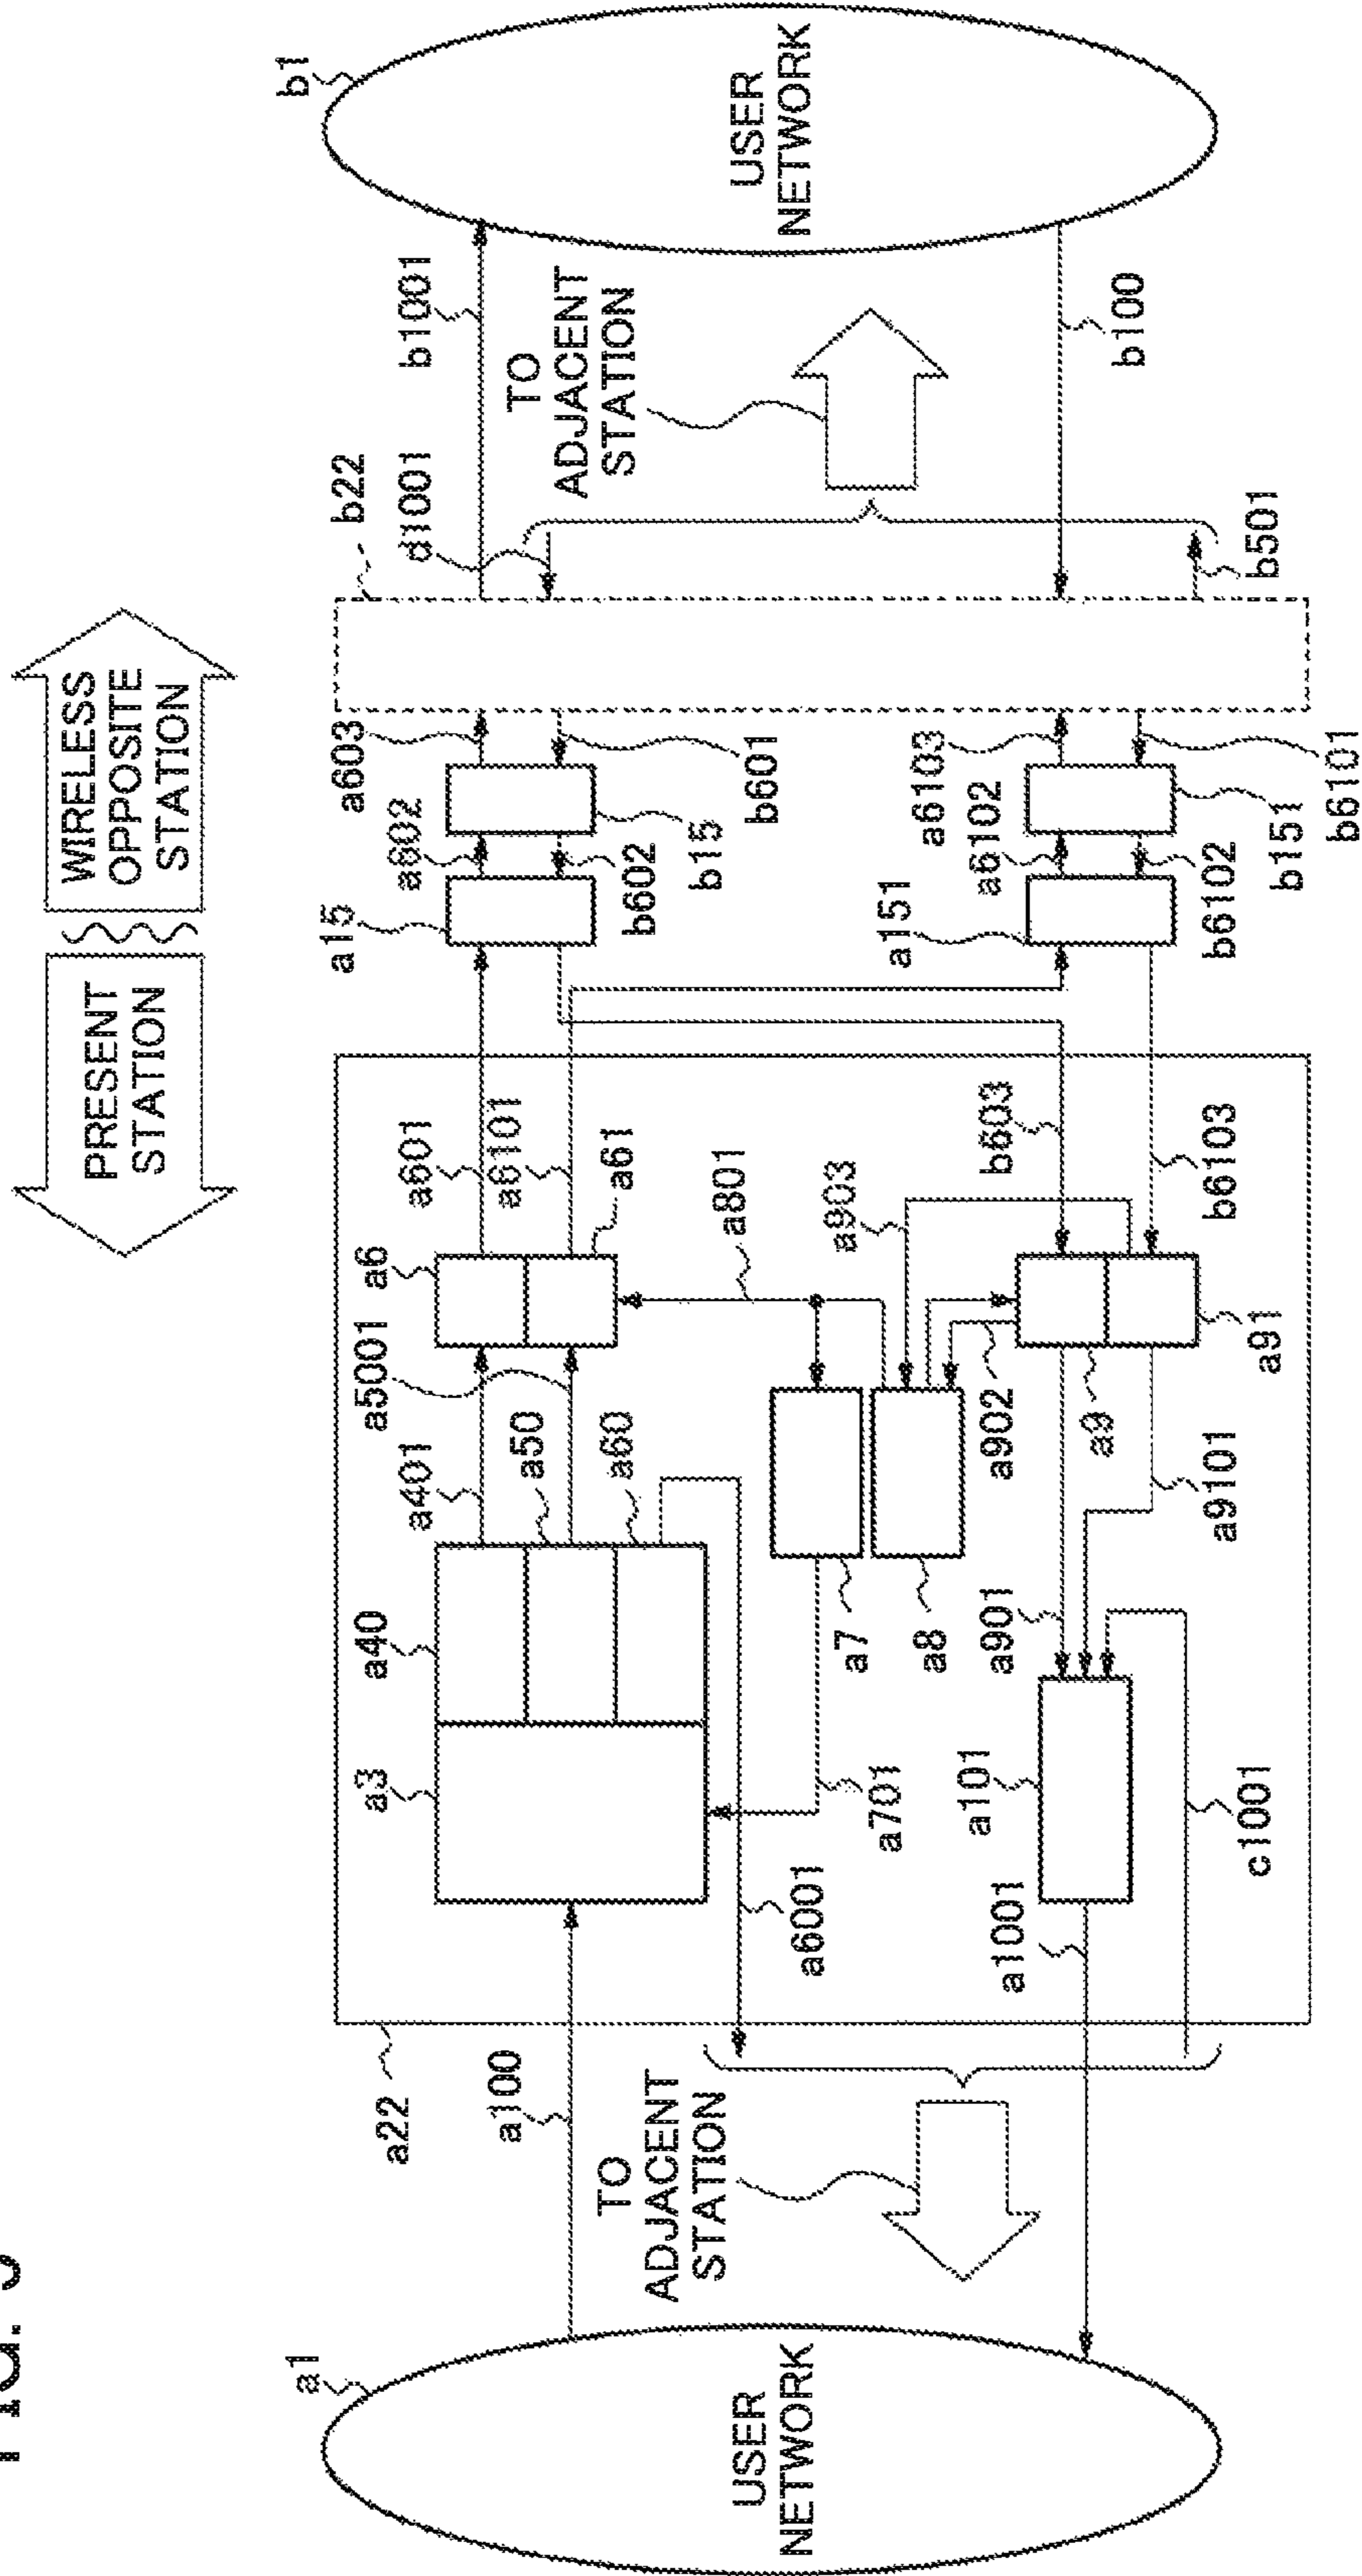 PRESENT
STATION
WIRELESS
OPPOSITE
STATION
a1
USER
NETWORK
a100
a22
TO
ADJACENT
STATION
a3
a40
a401
a50
a60
a5001
a6
a601
a6101
a61
a6001
a701
a7
a8
a801
a903
a902
a9
a91
a901
a9101
a101
a1001
c1001
b603
b6103
a15
a602
a603
b602
b15
b601
a151
a6102
a6103
b6102
b151
b6101
b22
d1001
b1001
TO
ADJACENT
STATION
b501
b100
b1
USER
NETWORK